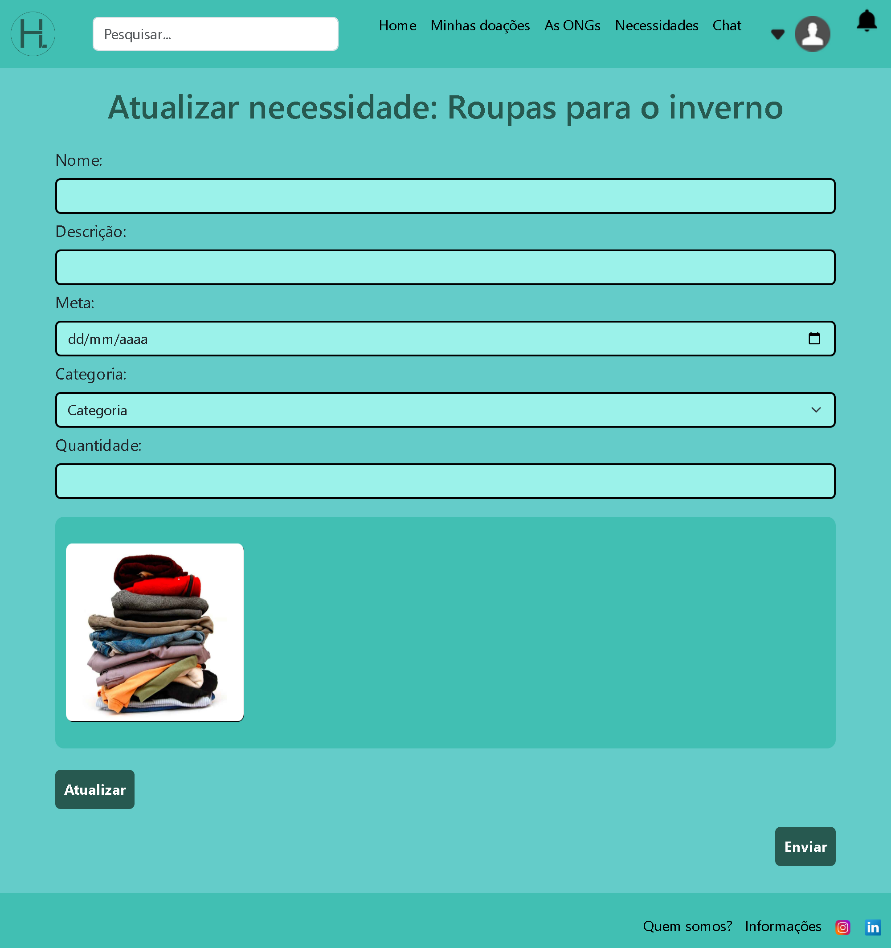 H
Pesquisar...
Home Minhas doações As ONGs Necessidades Chat
Atualizar necessidade: Roupas para o inverno
Nome:
Descrição:
Meta:
dd/mm/aaaa
Categoria:
Categoria
Quantidade:
Atualizar
Enviar
Quem somos? Informações in